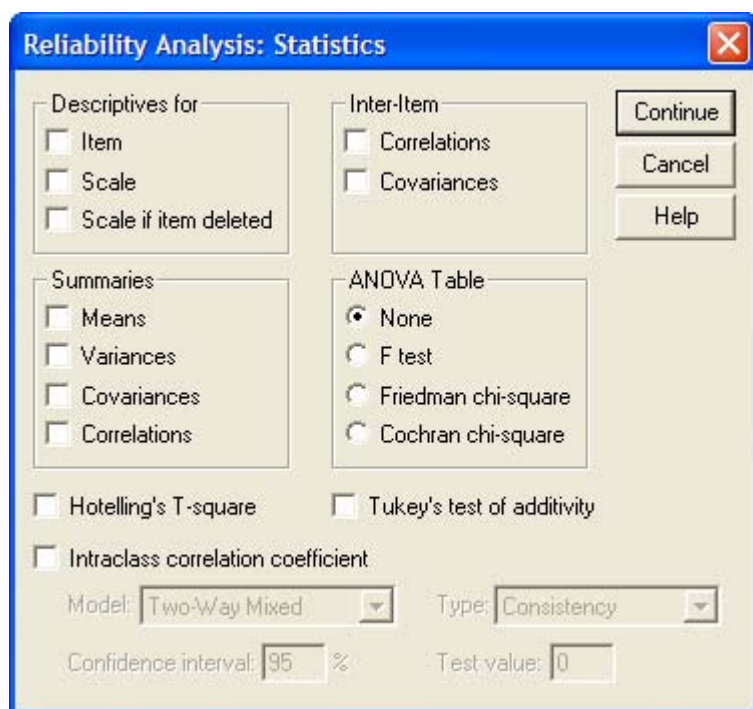 Reliability Analysis: Statistics
Descriptives for
Item
Scale
Scale if item deleted
Inter-Item
Correlations
Covariances
Continue
Cancel
Help
Summaries
Means
Variances
Covariances
Correlations
ANOVA Table
None
F test
Friedman chi-square
Cochran chi-square
Hotelling's T-square
Tukey's test of additivity
Intraclass correlation coefficient
Model: Two-Way Mixed
Type: Consistency
Confidence interval: 95 %
Test value: 0